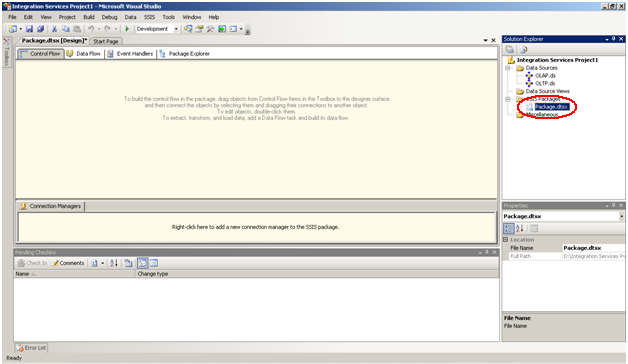 Integration Services Project1 - Microsoft Visual Studio
File Edit View Project Build Debug Data SSIS Tools Window Help
Development
Toolbox
Package.dtsx [Design]* Start Page
Control Flow Data Flow Event Handlers Package Explorer
To build the control flow in the package, drag objects from Control Flow Items in the Toolbox to the designer surface
and then connect the objects by selecting them and dragging their connections to another object.
To edit objects, double-click them.
To extract, transform, and load data, add a Data Flow task and build its data flow.
Connection Managers
Right-click here to add a new connection manager to the SSIS package.
Pending Checkins
Check In Comments
Name Change type
Error List
Ready
Solution Explorer
Integration Services Project1
Data Sources
OLAP.ds
OLTP.ds
Data Source Views
SSIS Packages
Package.dtsx
Miscellaneous
Properties
Package.dtsx
Location
File Name Package.dtsx
Full Path D:\Integration Services Pr
File Name
File Name